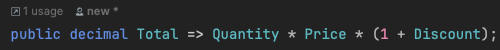 1 usage new *
public decimal Total => Quantity * Price * (1 + Discount);